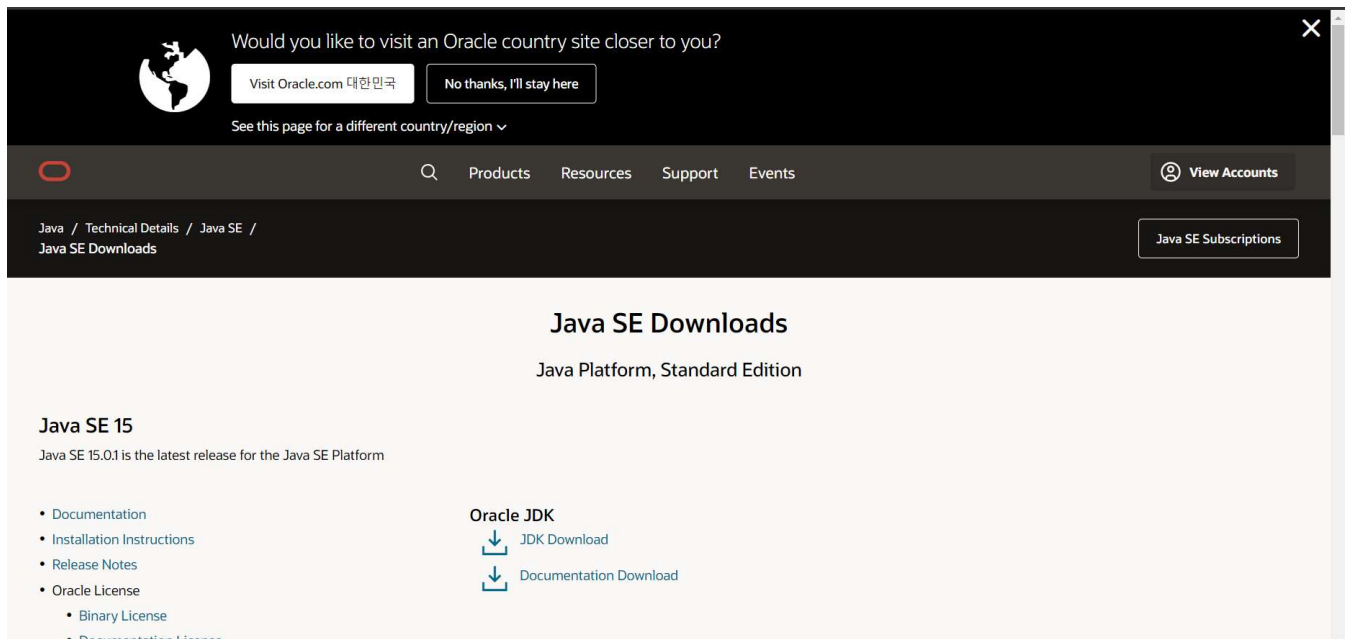 Would you like to visit an Oracle country site closer to you?
Visit Oracle.com 대한민국
No thanks, I'll stay here
See this page for a different country/region
Products
Resources
Support
Events
View Accounts
Java / Technical Details / Java SE /
Java SE Downloads
Java SE Subscriptions
Java SE Downloads
Java Platform, Standard Edition
Java SE 15
Java SE 15.0.1 is the latest release for the Java SE Platform
• Documentation
• Installation Instructions
• Release Notes
• Oracle License
• Binary License
Oracle JDK
JDK Download
Documentation Download